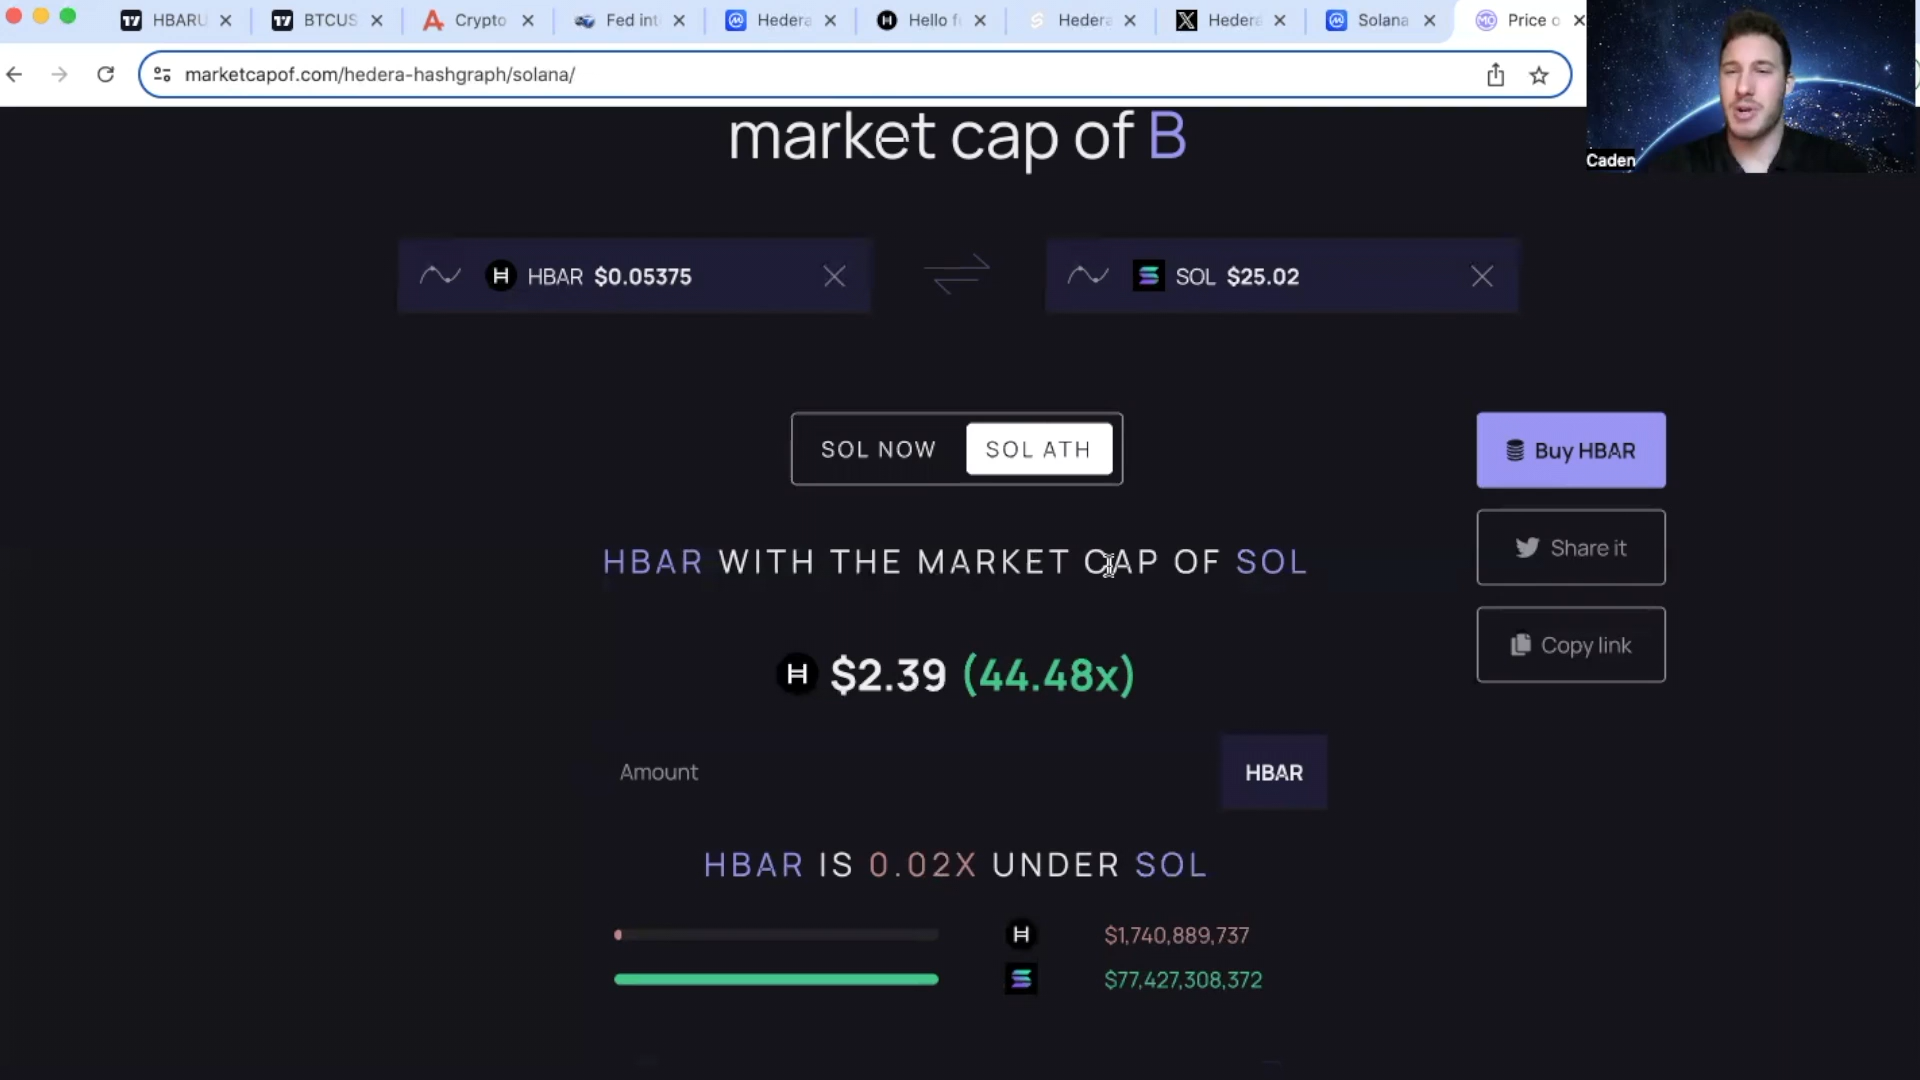 HBARU
BTCUS
Crypto
Fed int
Hedera
Hello f
Hedera
Hedera
Solana
Price o
marketcapof.com/hedera-hashgraph/solana/
Caden
market cap of B
HBAR $0.05375
SOL $25.02
SOL NOW
SOL ATH
Buy HBAR
HBAR WITH THE MARKET CAP OF SOL
Share it
Copy link
$2.39 (44.48x)
Amount
HBAR
HBAR IS 0.02X UNDER SOL
$1,740,889,737
$77,427,308,372